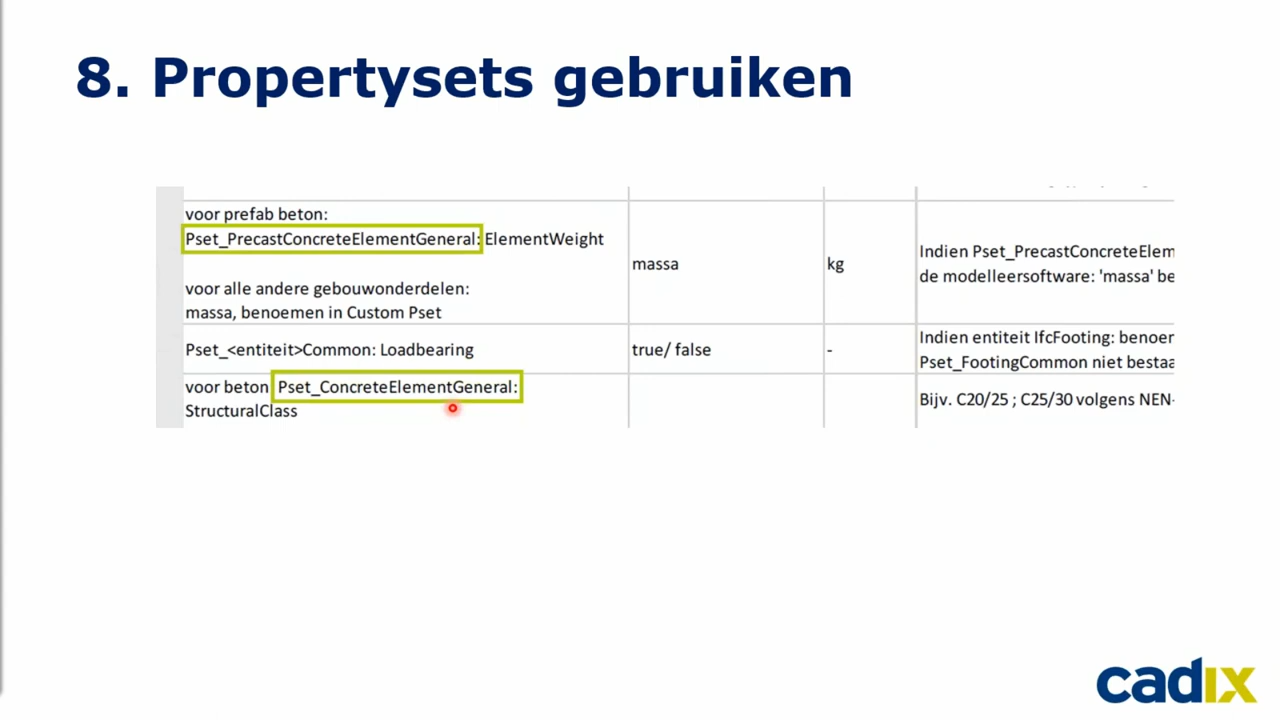 8. Propertysets gebruiken
voor prefab beton:
Pset_PrecastConcreteElementGeneral: ElementWeight
voor alle andere gebouwonderdelen:
massa, benoemen in Custom Pset
massa
kg
Indien Pset_PrecastConcreteElem
de modelleersoftware: 'massa' be
Pset_<entiteit>Common: Loadbearing
true/ false
-
Indien entiteit IfcFooting: benoem
Pset_FootingCommon niet bestaa
voor beton Pset_ConcreteElementGeneral:
StructuralClass
Bijv. C20/25 ; C25/30 volgens NEN-
cadix